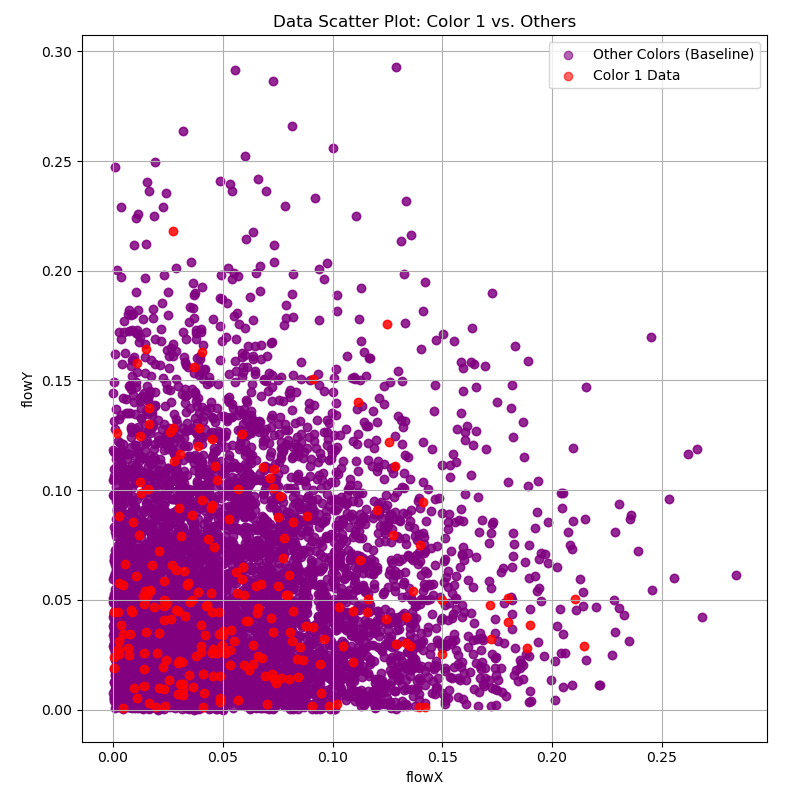 Data Scatter Plot: Color 1 vs. Others
Other Colors (Baseline)
Color 1 Data
flowY
0.30
0.25
0.20
0.15
0.10
0.05
0.00
0.00 0.05 0.10 0.15 0.20 0.25
flowX